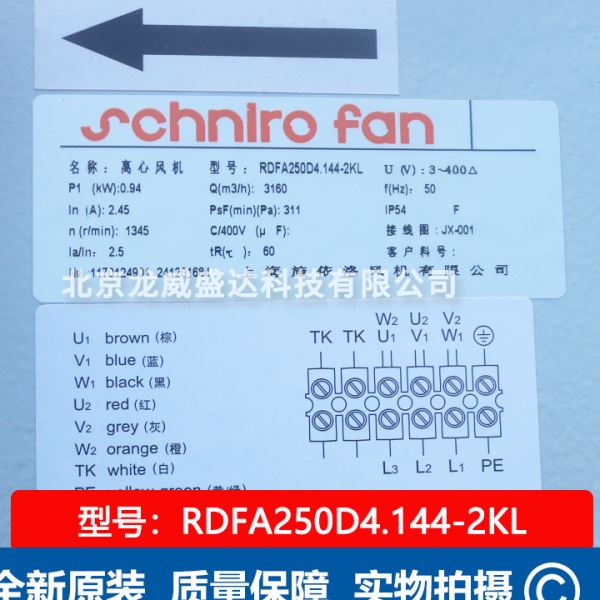 schniro fan
名称：离心风机 型号：RDFA250D4.144-2KL U(V)：3~400△
P1 (kW):0.94 Q(m3/h): 3160 f(Hz): 50
In (A): 2.45 PsF(min)(Pa): 311 IP54 F
n (r/min): 1345 C/400V (μF): 接线图：JX-001
Ia/In: 2.5 tR(℃): 60 客户料号：
北京龙威盛达科技有限公司
W2 U2 V2
TK TK U1 V1 W1
L3 L2 L1 PE
U1 brown (棕)
V1 blue (蓝)
W1 black (黑)
U2 red (红)
V2 grey (灰)
W2 orange (橙)
TK white (白)
型号：RDFA250D4.144-2KL
全新原装 质量保障 实物拍摄 ©